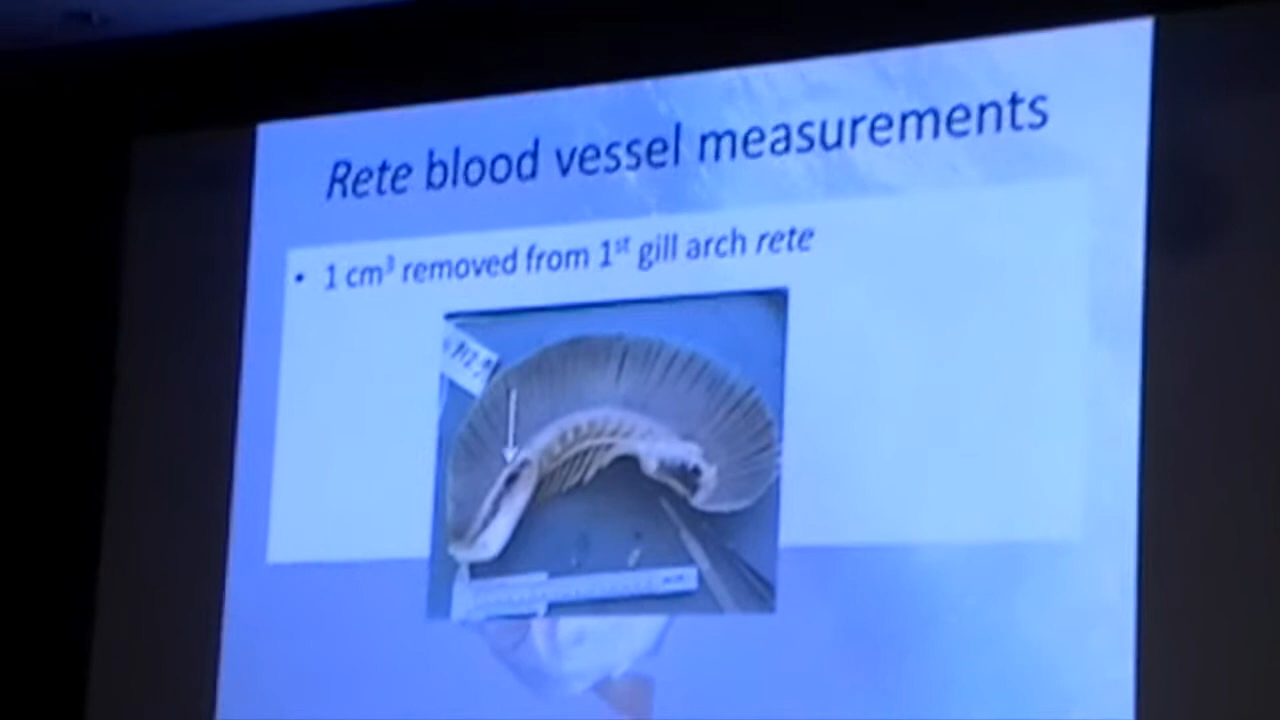 Rete blood vessel measurements
• 1 cm³ removed from 1st gill arch rete